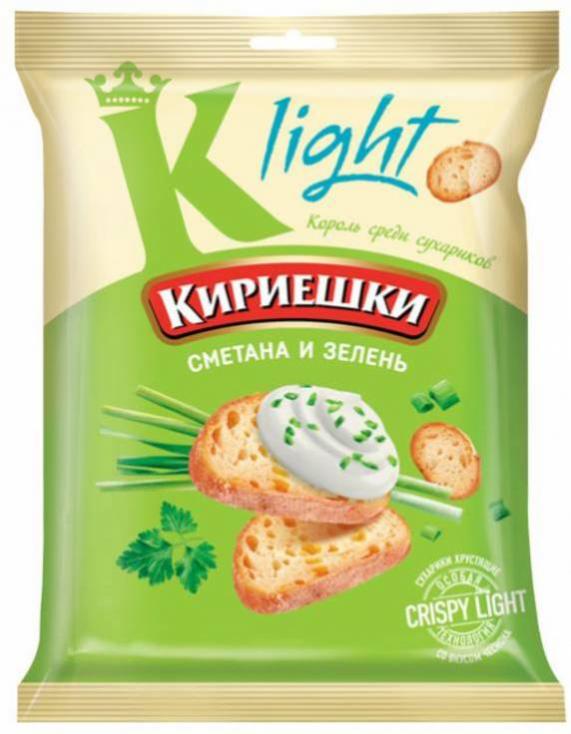 K light
Король среди сухариков
КИРИЕШКИ
СМЕТАНА И ЗЕЛЕНЬ
СУХАРИКИ ХРУСТЯЩИЕ
ОСОБАЯ
CRISPY LIGHT
ТЕХНОЛОГИЯ
СО ВКУСОМ